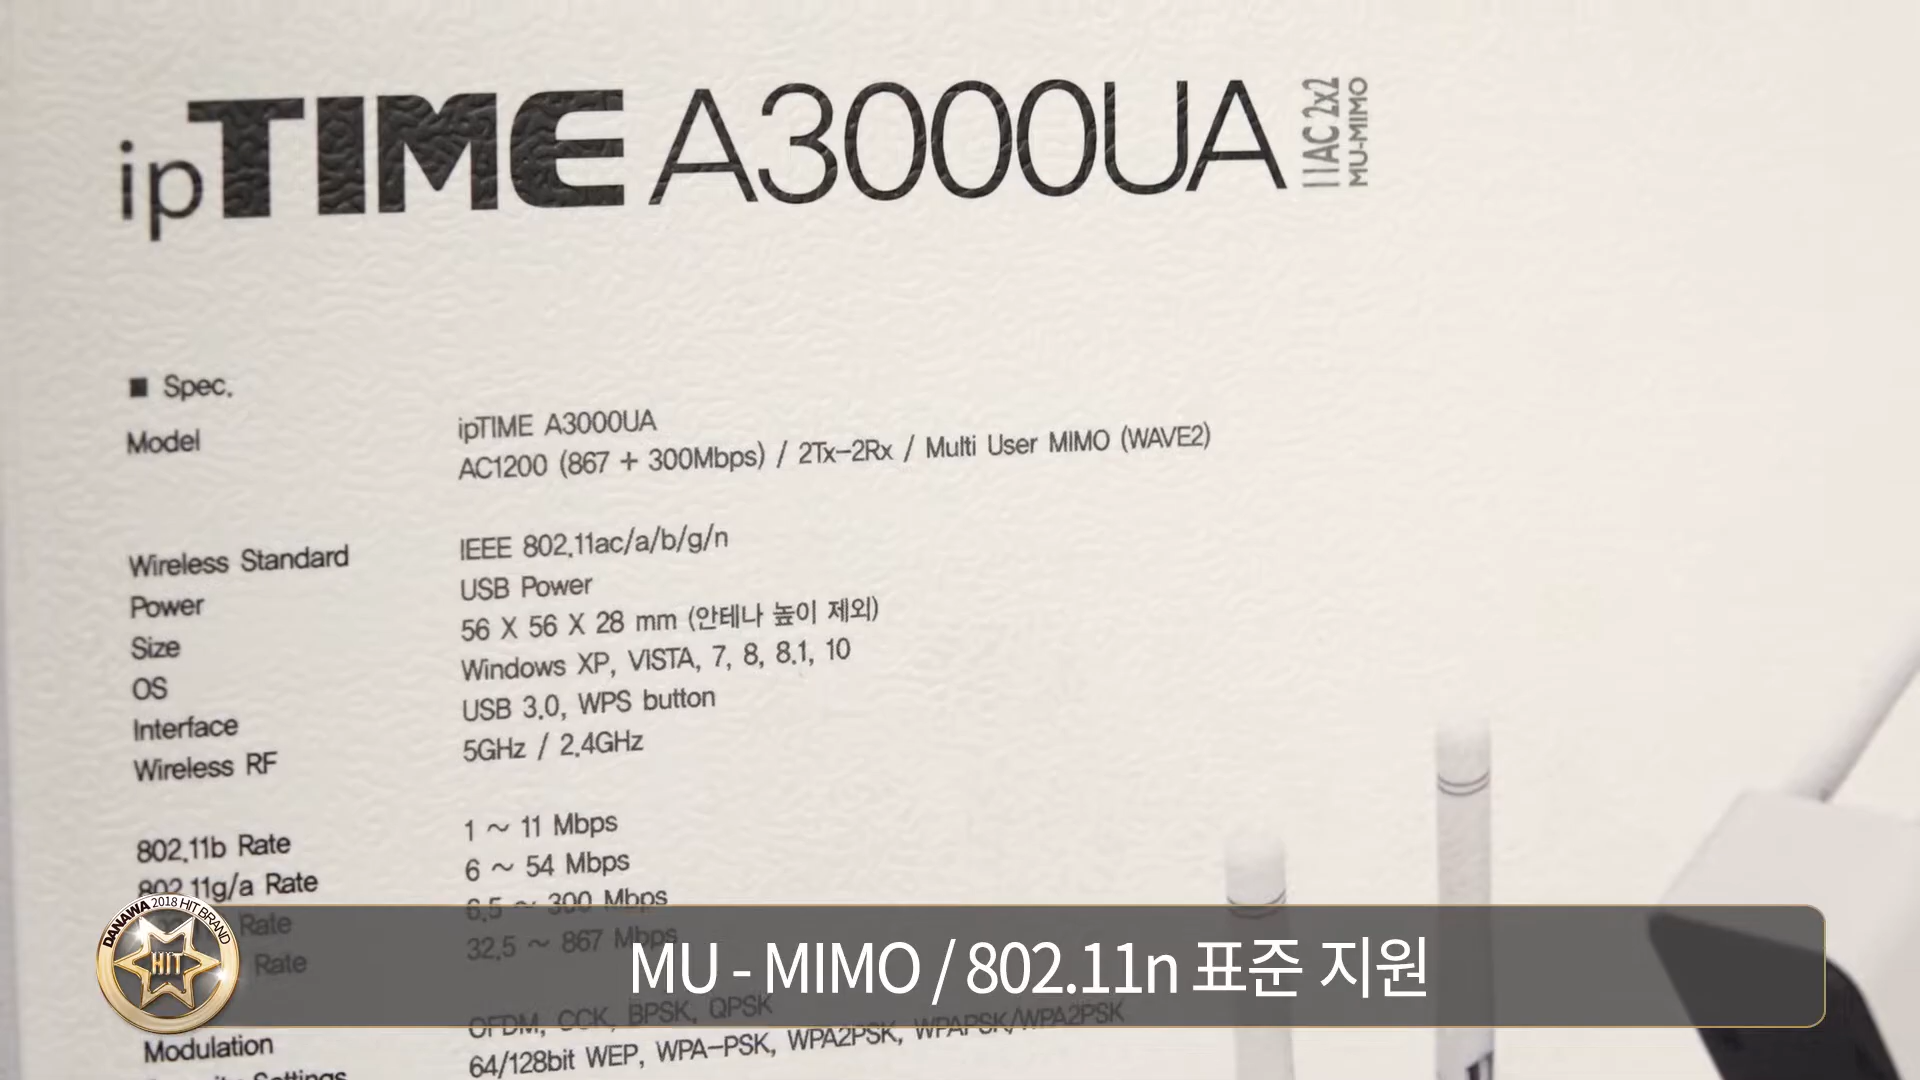 ipTIME A3000UA
11AC 2x2
MU-MIMO
■ Spec.
Model ipTIME A3000UA
AC1200 (867 + 300Mbps) / 2Tx-2Rx / Multi User MIMO (WAVE2)
Wireless Standard IEEE 802.11ac/a/b/g/n
Power USB Power
Size 56 X 56 X 28 mm (안테나 높이 제외)
OS Windows XP, VISTA, 7, 8, 8.1, 10
Interface USB 3.0, WPS button
Wireless RF 5GHz / 2.4GHz
802.11b Rate 1 ~ 11 Mbps
802.11g/a Rate 6 ~ 54 Mbps
Rate 6.5 ~ 300 Mbps
Rate 32.5 ~ 867 Mbps
Modulation OFDM, CCK, BPSK, QPSK
Settings 64/128bit WEP, WPA-PSK, WPA2PSK, WPAPSK/WPA2PSK
DANAWA 2018 HIT BRAND
HIT
MU - MIMO / 802.11n 표준 지원